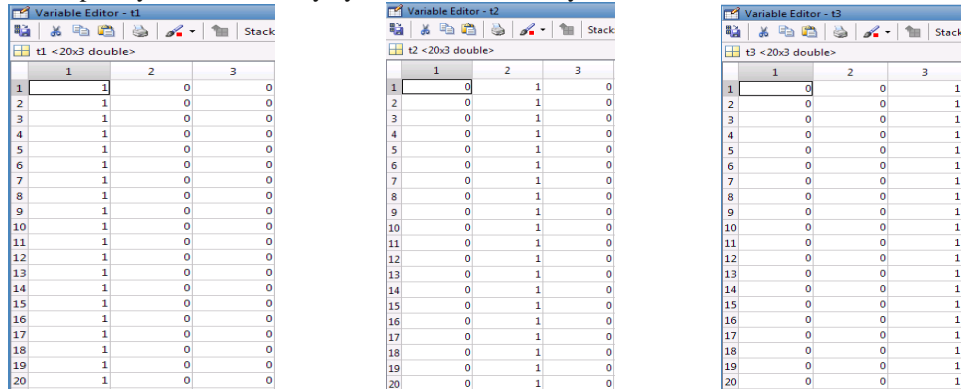 Variable Editor - t1
Stack
t1 <20x3 double>
1 2 3
1 1 0 0
2 1 0 0
3 1 0 0
4 1 0 0
5 1 0 0
6 1 0 0
7 1 0 0
8 1 0 0
9 1 0 0
10 1 0 0
11 1 0 0
12 1 0 0
13 1 0 0
14 1 0 0
15 1 0 0
16 1 0 0
17 1 0 0
18 1 0 0
19 1 0 0
20 1 0 0
Variable Editor - t2
Stack
t2 <20x3 double>
1 2 3
1 0 1 0
2 0 1 0
3 0 1 0
4 0 1 0
5 0 1 0
6 0 1 0
7 0 1 0
8 0 1 0
9 0 1 0
10 0 1 0
11 0 1 0
12 0 1 0
13 0 1 0
14 0 1 0
15 0 1 0
16 0 1 0
17 0 1 0
18 0 1 0
19 0 1 0
20 0 1 0
Variable Editor - t3
Stack
t3 <20x3 double>
1 2 3
1 0 0 1
2 0 0 1
3 0 0 1
4 0 0 1
5 0 0 1
6 0 0 1
7 0 0 1
8 0 0 1
9 0 0 1
10 0 0 1
11 0 0 1
12 0 0 1
13 0 0 1
14 0 0 1
15 0 0 1
16 0 0 1
17 0 0 1
18 0 0 1
19 0 0 1
20 0 0 1